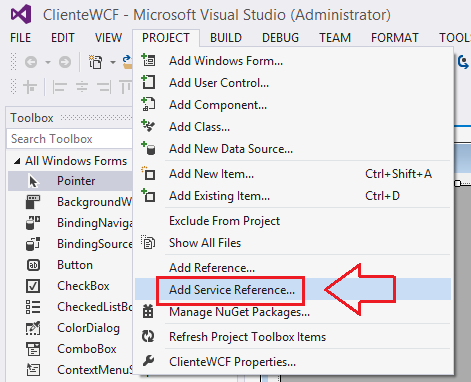 ClienteWCF - Microsoft Visual Studio (Administrator)
FILE EDIT VIEW PROJECT BUILD DEBUG TEAM FORMAT TOOLS
Add Windows Form...
Add User Control...
Add Component...
Add Class...
Add New Data Source...
Add New Item... Ctrl+Shift+A
Add Existing Item... Ctrl+D
Exclude From Project
Show All Files
Add Reference...
Add Service Reference...
Manage NuGet Packages...
Refresh Project Toolbox Items
ClienteWCF Properties...
Toolbox
Search Toolbox
All Windows Forms
Pointer
BackgroundW
BindingNaviga
BindingSource
Button
CheckBox
CheckedListBo
ColorDialog
ComboBox
ContextMenuS